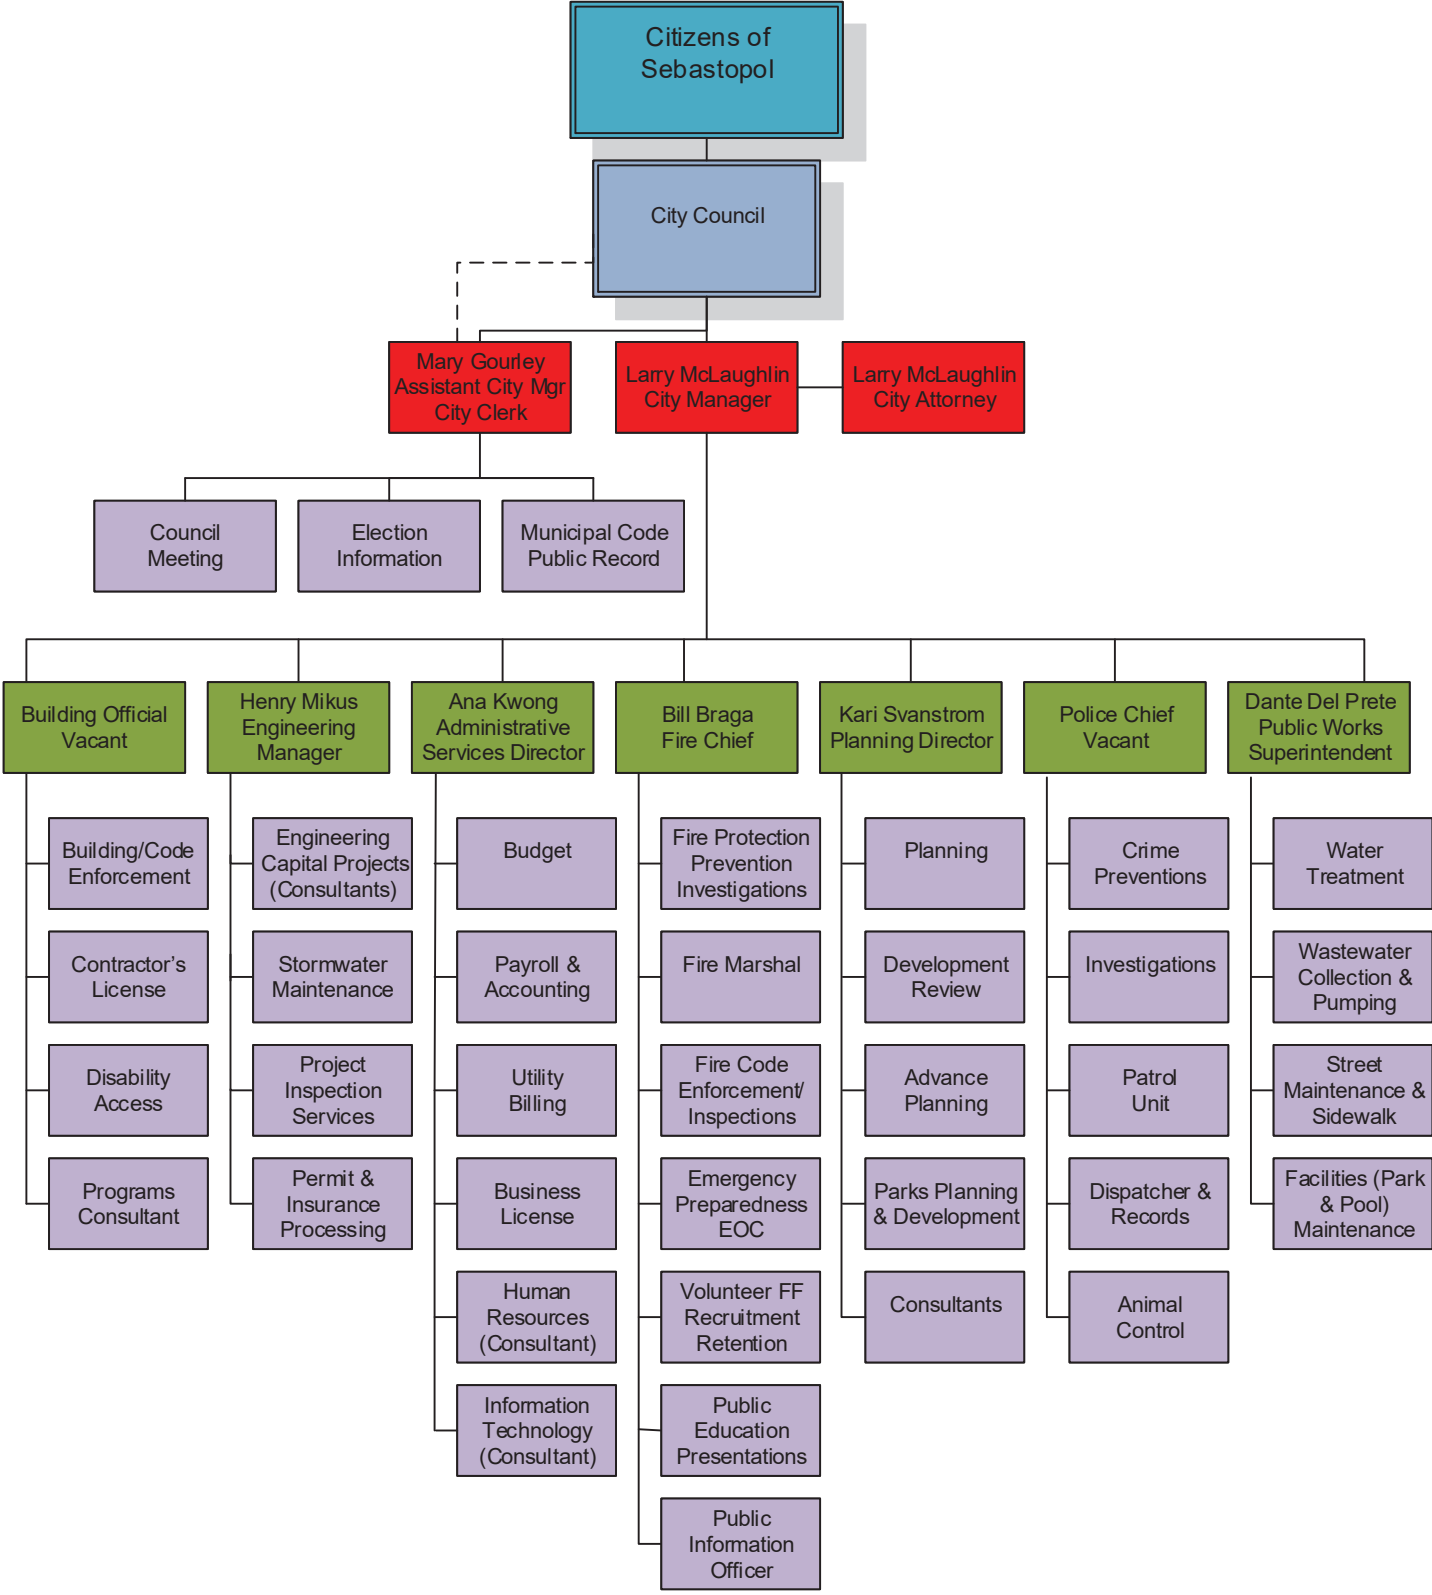 Citizens of
Sebastopol
City Council
Mary Gourley
Assistant City Mgr
City Clerk
Larry McLaughlin
City Manager
Larry McLaughlin
City Attorney
Council
Meeting
Election
Information
Municipal Code
Public Record
Building Official
Vacant
Henry Mikus
Engineering
Manager
Ana Kwong
Administrative
Services Director
Bill Braga
Fire Chief
Kari Svanstrom
Planning Director
Police Chief
Vacant
Dante Del Prete
Public Works
Superintendent
Building/Code
Enforcement
Contractor’s
License
Disability
Access
Programs
Consultant
Engineering
Capital Projects
(Consultants)
Stormwater
Maintenance
Project
Inspection
Services
Permit &
Insurance
Processing
Budget
Payroll &
Accounting
Utility
Billing
Business
License
Human
Resources
(Consultant)
Information
Technology
(Consultant)
Fire Protection
Prevention
Investigations
Fire Marshal
Fire Code
Enforcement/
Inspections
Emergency
Preparedness
EOC
Volunteer FF
Recruitment
Retention
Public
Education
Presentations
Public
Information
Officer
Planning
Development
Review
Advance
Planning
Parks Planning
& Development
Consultants
Crime
Preventions
Investigations
Patrol
Unit
Dispatcher &
Records
Animal
Control
Water
Treatment
Wastewater
Collection &
Pumping
Street
Maintenance &
Sidewalk
Facilities (Park
& Pool)
Maintenance